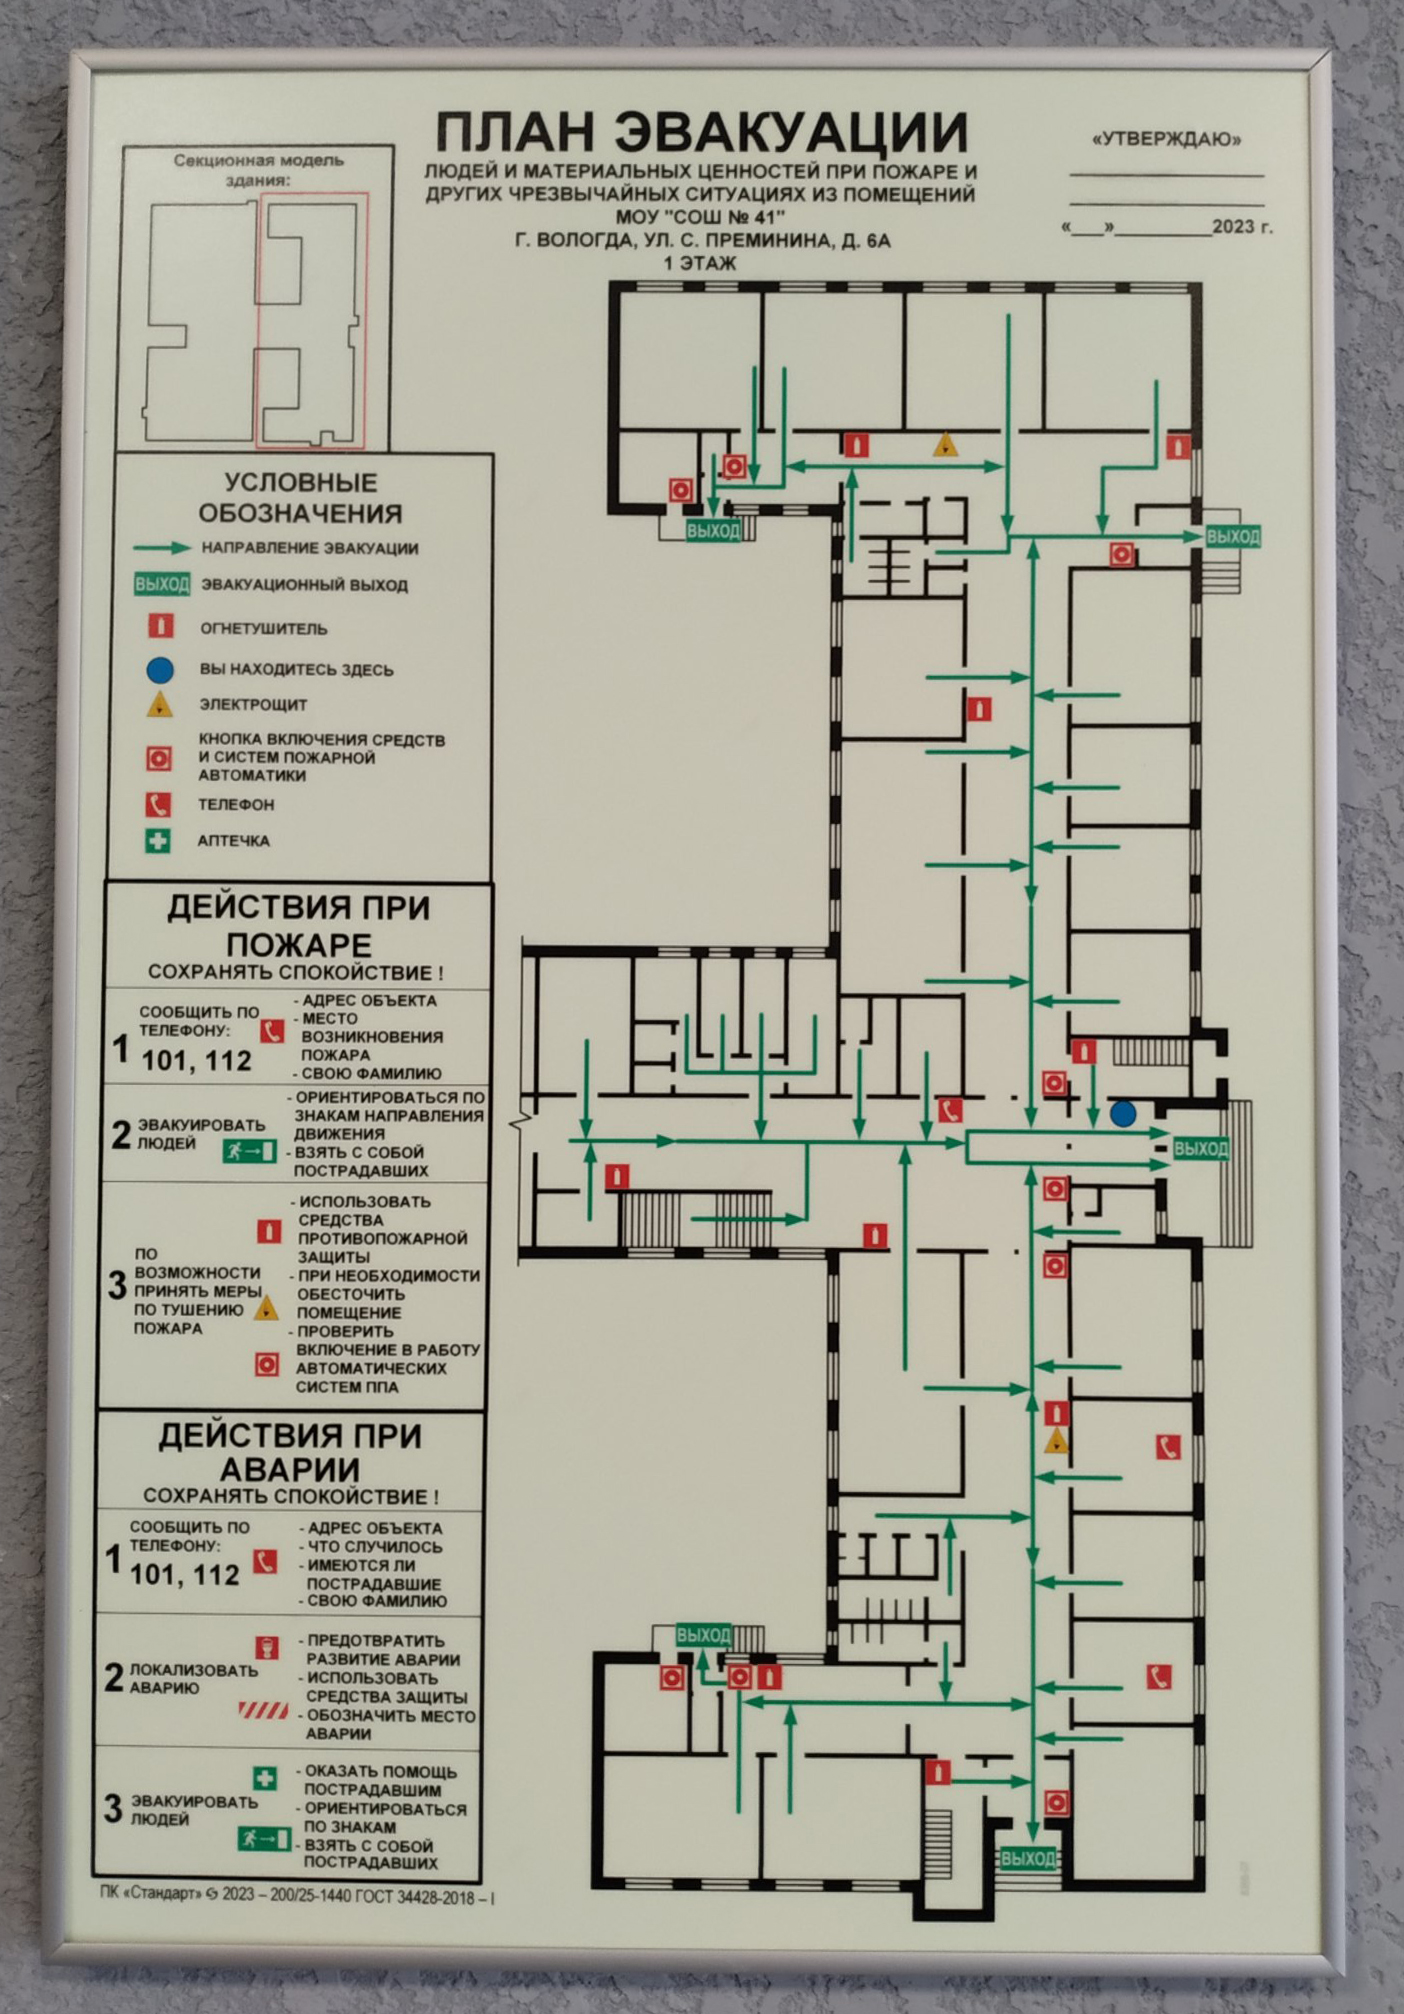 ПЛАН ЭВАКУАЦИИ
ЛЮДЕЙ И МАТЕРИАЛЬНЫХ ЦЕННОСТЕЙ ПРИ ПОЖАРЕ И
ДРУГИХ ЧРЕЗВЫЧАЙНЫХ СИТУАЦИЯХ ИЗ ПОМЕЩЕНИЙ
МОУ "СОШ № 41"
Г. ВОЛОГДА, УЛ. С. ПРЕМИНИНА, Д. 6А
1 ЭТАЖ
«УТВЕРЖДАЮ»
«___»_________2023 г.
Секционная модель
здания:
УСЛОВНЫЕ
ОБОЗНАЧЕНИЯ
НАПРАВЛЕНИЕ ЭВАКУАЦИИ
ВЫХОД ЭВАКУАЦИОННЫЙ ВЫХОД
ОГНЕТУШИТЕЛЬ
ВЫ НАХОДИТЕСЬ ЗДЕСЬ
ЭЛЕКТРОЩИТ
КНОПКА ВКЛЮЧЕНИЯ СРЕДСТВ
И СИСТЕМ ПОЖАРНОЙ
АВТОМАТИКИ
ТЕЛЕФОН
АПТЕЧКА
ДЕЙСТВИЯ ПРИ
ПОЖАРЕ
СОХРАНЯТЬ СПОКОЙСТВИЕ !
1
СООБЩИТЬ ПО
ТЕЛЕФОНУ:
101, 112
- АДРЕС ОБЪЕКТА
- МЕСТО
ВОЗНИКНОВЕНИЯ
ПОЖАРА
- СВОЮ ФАМИЛИЮ
2
ЭВАКУИРОВАТЬ
ЛЮДЕЙ
- ОРИЕНТИРОВАТЬСЯ ПО
ЗНАКАМ НАПРАВЛЕНИЯ
ДВИЖЕНИЯ
- ВЗЯТЬ С СОБОЙ
ПОСТРАДАВШИХ
3
ПО
ВОЗМОЖНОСТИ
ПРИНЯТЬ МЕРЫ
ПО ТУШЕНИЮ
ПОЖАРА
- ИСПОЛЬЗОВАТЬ
СРЕДСТВА
ПРОТИВОПОЖАРНОЙ
ЗАЩИТЫ
- ПРИ НЕОБХОДИМОСТИ
ОБЕСТОЧИТЬ
ПОМЕЩЕНИЕ
- ПРОВЕРИТЬ
ВКЛЮЧЕНИЕ В РАБОТУ
АВТОМАТИЧЕСКИХ
СИСТЕМ ППА
ДЕЙСТВИЯ ПРИ
АВАРИИ
СОХРАНЯТЬ СПОКОЙСТВИЕ !
1
СООБЩИТЬ ПО
ТЕЛЕФОНУ:
101, 112
- АДРЕС ОБЪЕКТА
- ЧТО СЛУЧИЛОСЬ
- ИМЕЮТСЯ ЛИ
ПОСТРАДАВШИЕ
- СВОЮ ФАМИЛИЮ
2
ЛОКАЛИЗОВАТЬ
АВАРИЮ
- ПРЕДОТВРАТИТЬ
РАЗВИТИЕ АВАРИИ
- ИСПОЛЬЗОВАТЬ
СРЕДСТВА ЗАЩИТЫ
- ОБОЗНАЧИТЬ МЕСТО
АВАРИИ
3
ЭВАКУИРОВАТЬ
ЛЮДЕЙ
- ОКАЗАТЬ ПОМОЩЬ
ПОСТРАДАВШИМ
- ОРИЕНТИРОВАТЬСЯ
ПО ЗНАКАМ
- ВЗЯТЬ С СОБОЙ
ПОСТРАДАВШИХ
ПК «Стандарт» 2023 – 200/25-1440 ГОСТ 34428-2018 – I
ВЫХОД
ВЫХОД
ВЫХОД
ВЫХОД
ВЫХОД